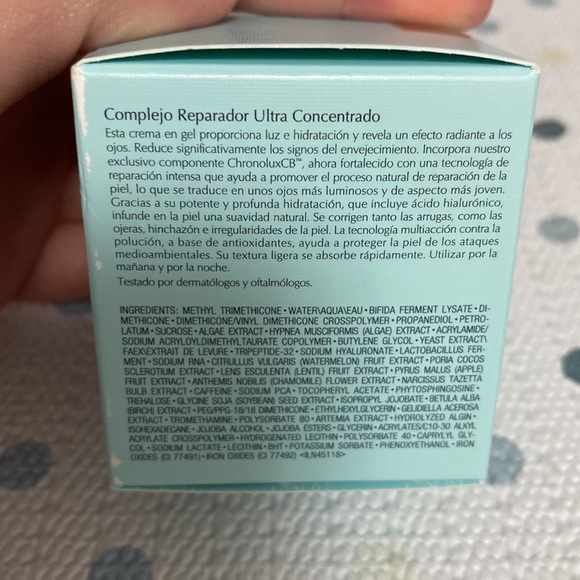 Complejo Reparador Ultra Concentrado
Esta crema en gel proporciona luz e hidratación y revela un efecto radiante a los
ojos. Reduce significativamente los signos del envejecimiento. Incorpora nuestro
exclusivo componente ChronoluxCB™, ahora fortalecido con una tecnología de
reparación intensa que ayuda a promover el proceso natural de reparación de la
piel, lo que se traduce en unos ojos más luminosos y de aspecto más joven.
Gracias a su potente y profunda hidratación, que incluye ácido hialurónico,
infunde en la piel una suavidad natural. Se corrigen tanto las arrugas, como las
ojeras, hinchazón e irregularidades de la piel. La tecnología multiacción contra la
polución, a base de antioxidantes, ayuda a proteger la piel de los ataques
medioambientales. Su textura ligera se absorbe rápidamente. Utilizar por la
mañana y por la noche.
Testado por dermatólogos y oftalmólogos.
INGREDIENTS: METHYL TRIMETHICONE • WATER\AQUA\EAU • BIFIDA FERMENT LYSATE • DI-
METHICONE • DIMETHICONE/VINYL DIMETHICONE CROSSPOLYMER • PROPANEDIOL • PETRO-
LATUM • SUCROSE • ALGAE EXTRACT • HYPNEA MUSCIFORMIS (ALGAE) EXTRACT • ACRYLAMIDE/
SODIUM ACRYLOYLDIMETHYLTAURATE COPOLYMER • BUTYLENE GLYCOL • YEAST EXTRACT\
FAEX\EXTRAIT DE LEVURE • TRIPEPTIDE-32 • SODIUM HYALURONATE • LACTOBACILLUS FER-
MENT • SODIUM RNA • CITRULLUS VULGARIS (WATERMELON) FRUIT EXTRACT • PORIA COCOS
SCLEROTIUM EXTRACT • LENS ESCULENTA (LENTIL) FRUIT EXTRACT • PYRUS MALUS (APPLE)
FRUIT EXTRACT • ANTHEMIS NOBILIS (CHAMOMILE) FLOWER EXTRACT • NARCISSUS TAZETTA
BULB EXTRACT • CAFFEINE • SODIUM PCA • TOCOPHERYL ACETATE • PHYTOSPHINGOSINE •
TREHALOSE • GLYCINE SOJA (SOYBEAN) SEED EXTRACT • ISOPROPYL JOJOBATE • BETULA ALBA
(BIRCH) EXTRACT • PEG/PPG-18/18 DIMETHICONE • ETHYLHEXYLGLYCERIN • GELIDIELLA ACEROSA
EXTRACT • TROMETHAMINE • POLYSORBATE 80 • ARTEMIA EXTRACT • HYDROLYZED ALGIN •
ISOHEXADECANE • JOJOBA ALCOHOL • JOJOBA ESTERS • GLYCERIN • ACRYLATES/C10-30 ALKYL
ACRYLATE CROSSPOLYMER • HYDROGENATED LECITHIN • POLYSORBATE 40 • CAPRYLYL GLY-
COL • SODIUM LACTATE • LECITHIN • BHT • POTASSIUM SORBATE • PHENOXYETHANOL • IRON
OXIDES (CI 77491) • IRON OXIDES (CI 77492) <ILN45118>